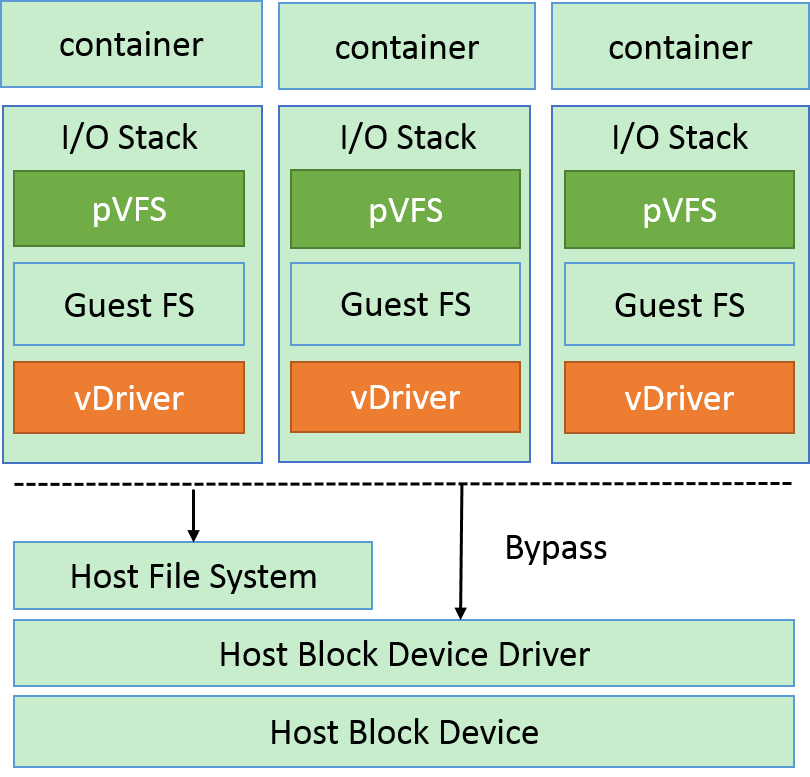 container
container
container
I/O Stack
I/O Stack
I/O Stack
pVFS
pVFS
pVFS
Guest FS
Guest FS
Guest FS
vDriver
vDriver
vDriver
Bypass
Host File System
Host Block Device Driver
Host Block Device